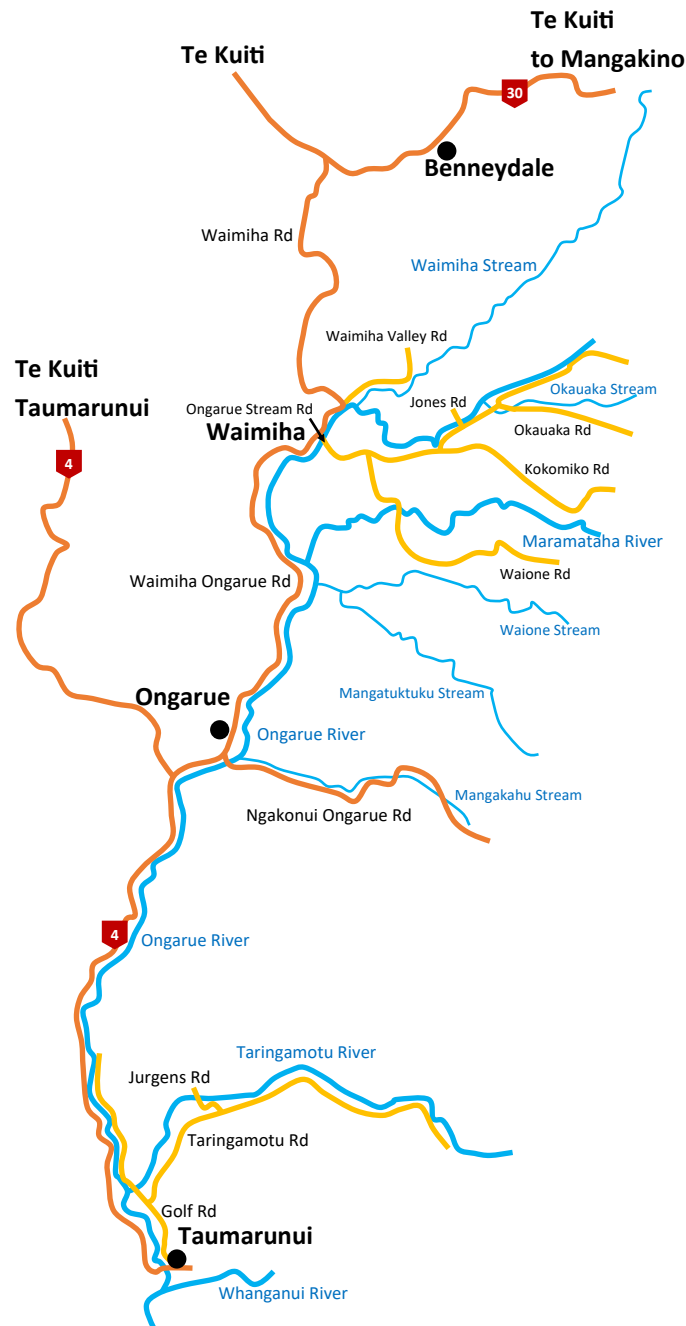 Te Kuiti
to Mangakino
Te Kuiti
30
Benneydale
Waimiha Rd
Waimiha Stream
Waimiha Valley Rd
Te Kuiti
Taumarunui
Okauaka Stream
Jones Rd
Ongarue Stream Rd
Okauaka Rd
Waimiha
4
Kokomiko Rd
Maramataha River
Waione Rd
Waimiha Ongarue Rd
Waione Stream
Mangatuktuku Stream
Ongarue
Ongarue River
Mangakahu Stream
Ngakonui Ongarue Rd
4
Ongarue River
Taringamotu River
Jurgens Rd
Taringamotu Rd
Golf Rd
Taumarunui
Whanganui River